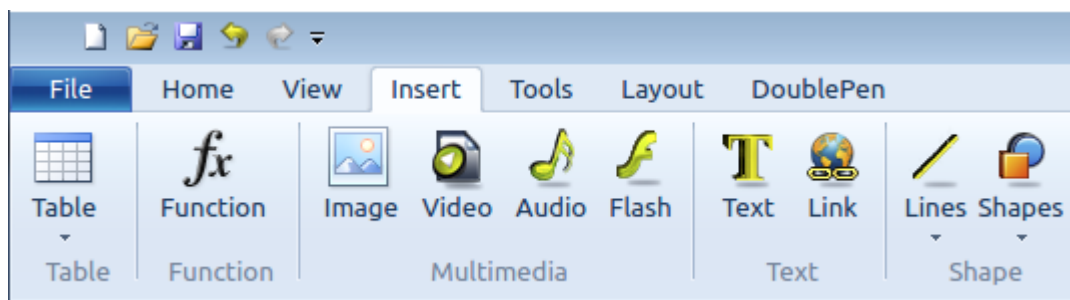 File Home View Insert Tools Layout DoublePen
fx
Table Function Image Video Audio Flash Text Link Lines Shapes
Table Function Multimedia Text Shape